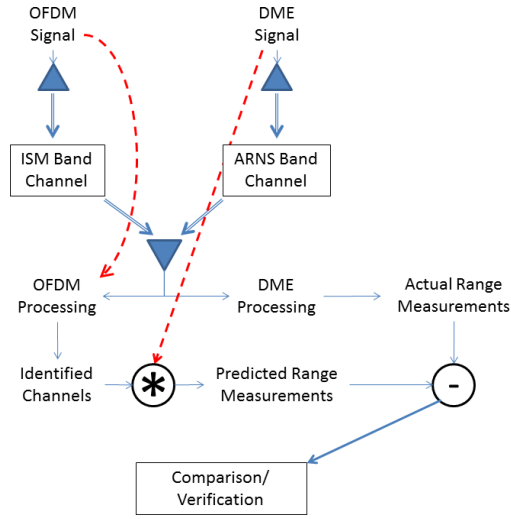 OFDM
Signal
DME
Signal
ISM Band
Channel
ARNS Band
Channel
OFDM
Processing
DME
Processing
Actual Range
Measurements
Identified
Channels
*
Predicted Range
Measurements
-
Comparison/
Verification